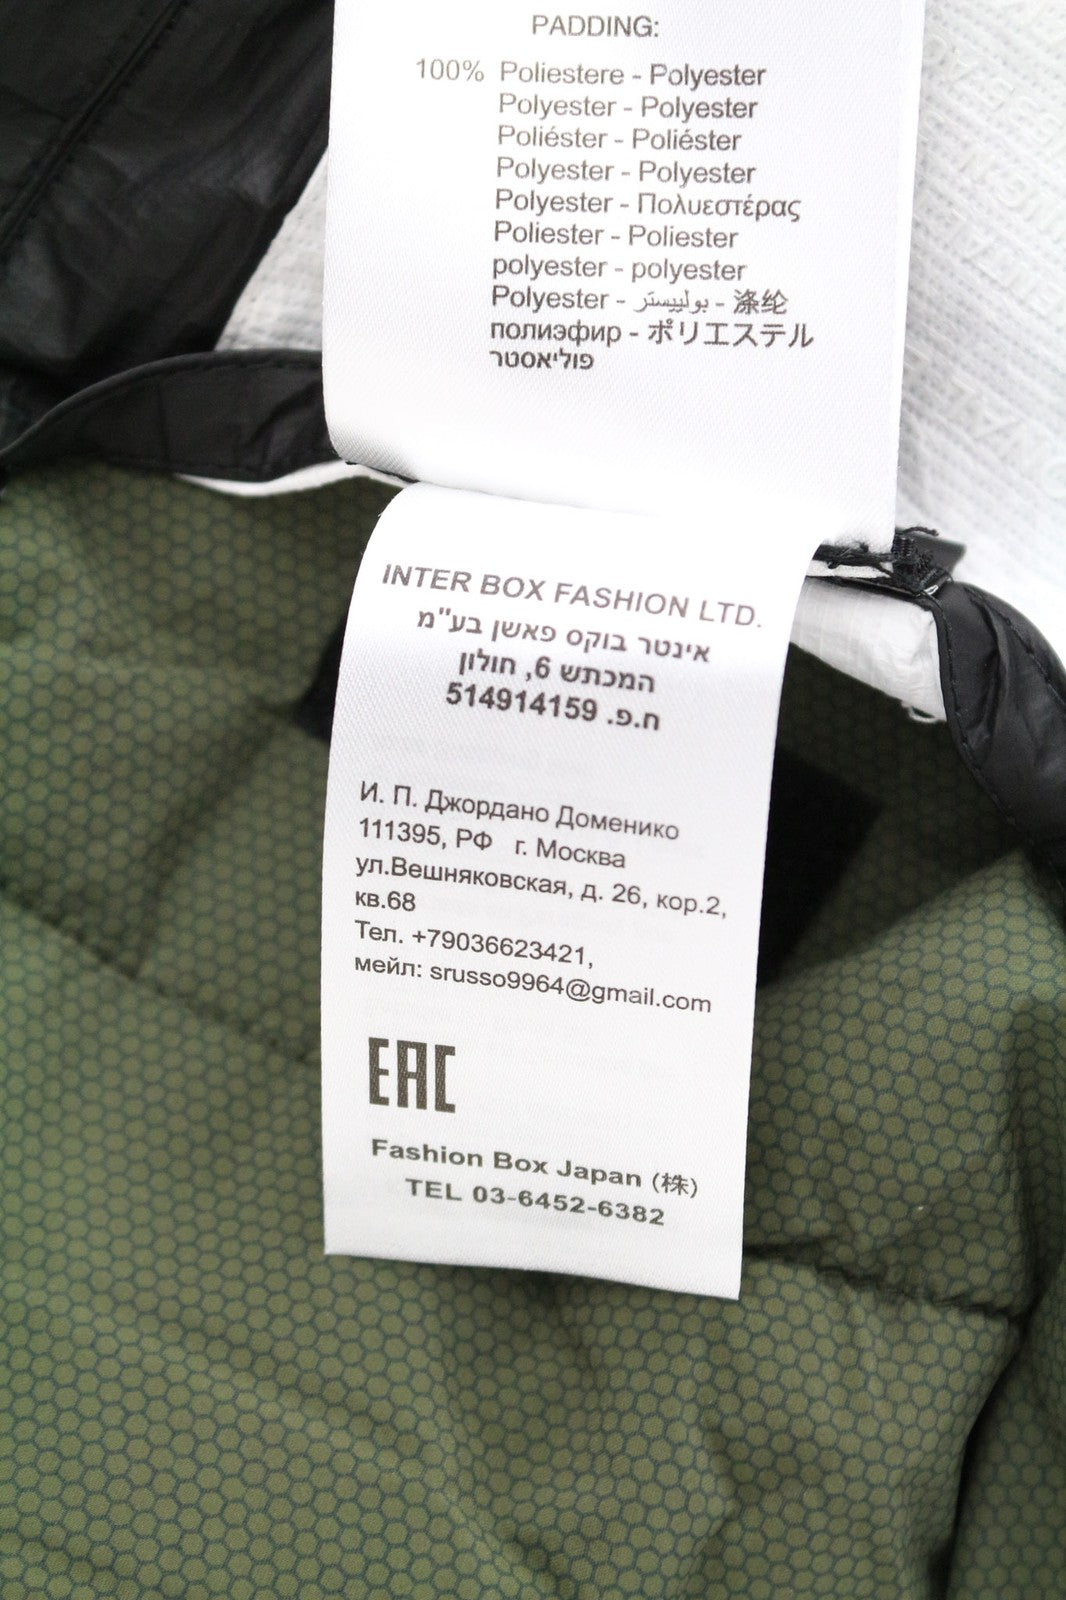 PADDING:
100% Poliestere - Polyester
Polyester - Polyester
Poliéster - Poliéster
Polyester - Polyester
Polyester - Πολυεστέρας
Poliester - Poliester
polyester - polyester
Polyester - بوليستر - 涤纶
полиэфир - ポリエステル
פוליאסטר
INTER BOX FASHION LTD.
אינטר בוקס פאשן בע"מ
המכתש 6, חולון
ח.פ. 514914159
И. П. Джордано Доменико
111395, РФ г. Москва
ул.Вешняковская, д. 26, кор.2,
кв.68
Тел. +79036623421,
мейл: srusso9964@gmail.com
EAC
Fashion Box Japan (株)
TEL 03-6452-6382